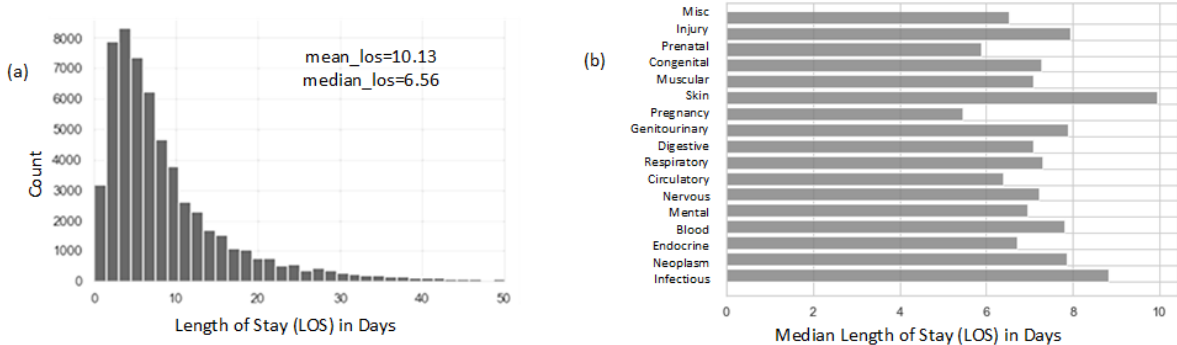 (a)
mean_los=10.13
median_los=6.56
Count
8000
7000
6000
5000
4000
3000
2000
1000
0
0 10 20 30 40 50
Length of Stay (LOS) in Days
(b)
Misc
Injury
Prenatal
Congenital
Muscular
Skin
Pregnancy
Genitourinary
Digestive
Respiratory
Circulatory
Nervous
Mental
Blood
Endocrine
Neoplasm
Infectious
0 2 4 6 8 10
Median Length of Stay (LOS) in Days